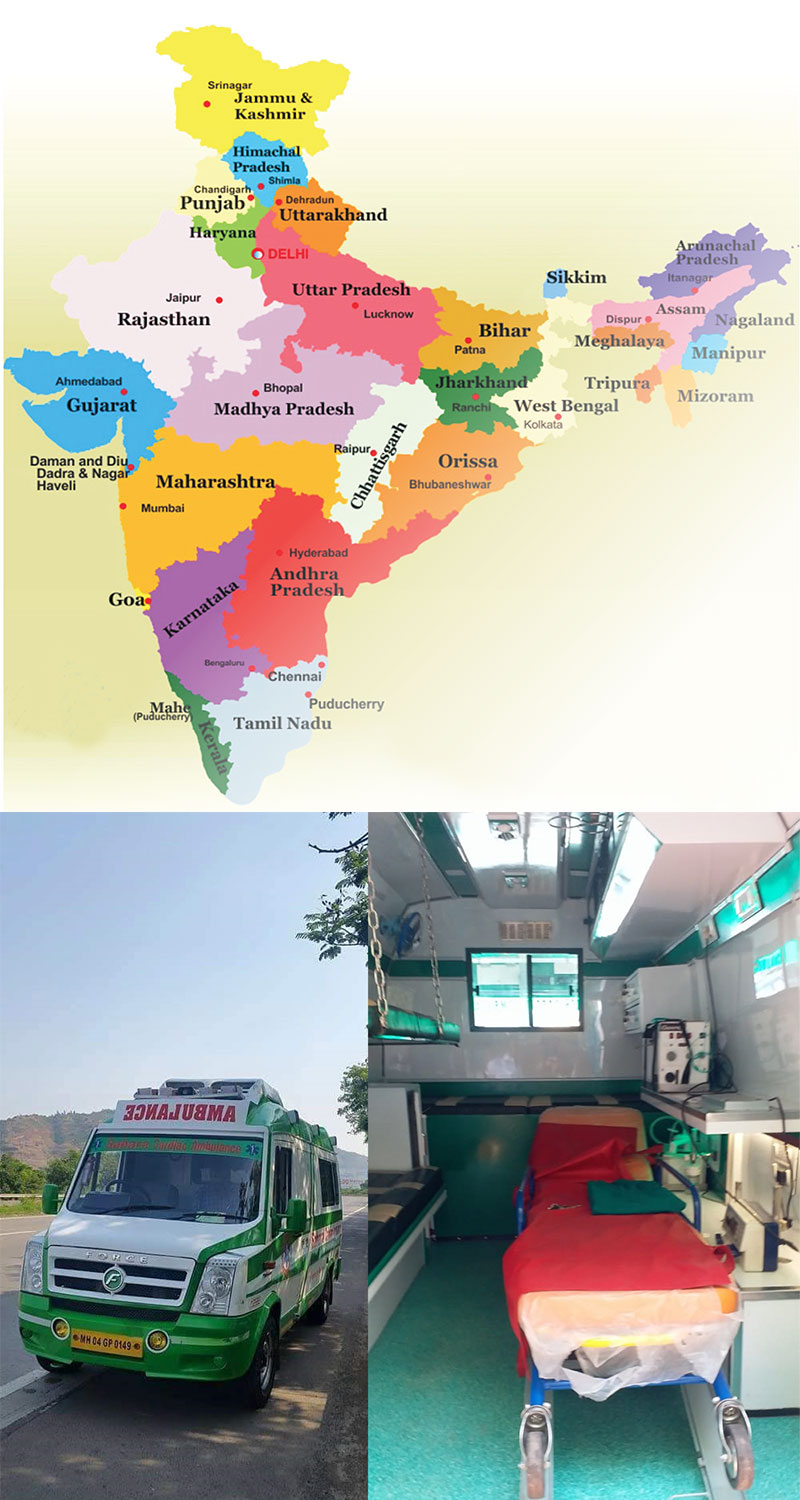 Srinagar
Jammu &
Kashmir
Himachal
Pradesh
Shimla
Chandigarh
Punjab
Dehradun
Uttarakhand
Haryana
DELHI
Arunachal
Pradesh
Itanagar
Sikkim
Uttar Pradesh
Lucknow
Jaipur
Rajasthan
Bihar
Patna
Assam
Dispur
Nagaland
Meghalaya
Manipur
Ahmedabad
Gujarat
Bhopal
Madhya Pradesh
Jharkhand
Ranchi
West Bengal
Kolkata
Tripura
Mizoram
Daman and Diu
Dadra & Nagar
Haveli
Raipur
Chhattisgarh
Orissa
Bhubaneshwar
Maharashtra
Mumbai
Hyderabad
Andhra
Pradesh
Goa
Karnataka
Bengaluru
Chennai
Mahe
(Puducherry)
Puducherry
Tamil Nadu
Kerala
AMBULANCE
Cardiac Ambulance
FORCE
MH 04 GP 0149